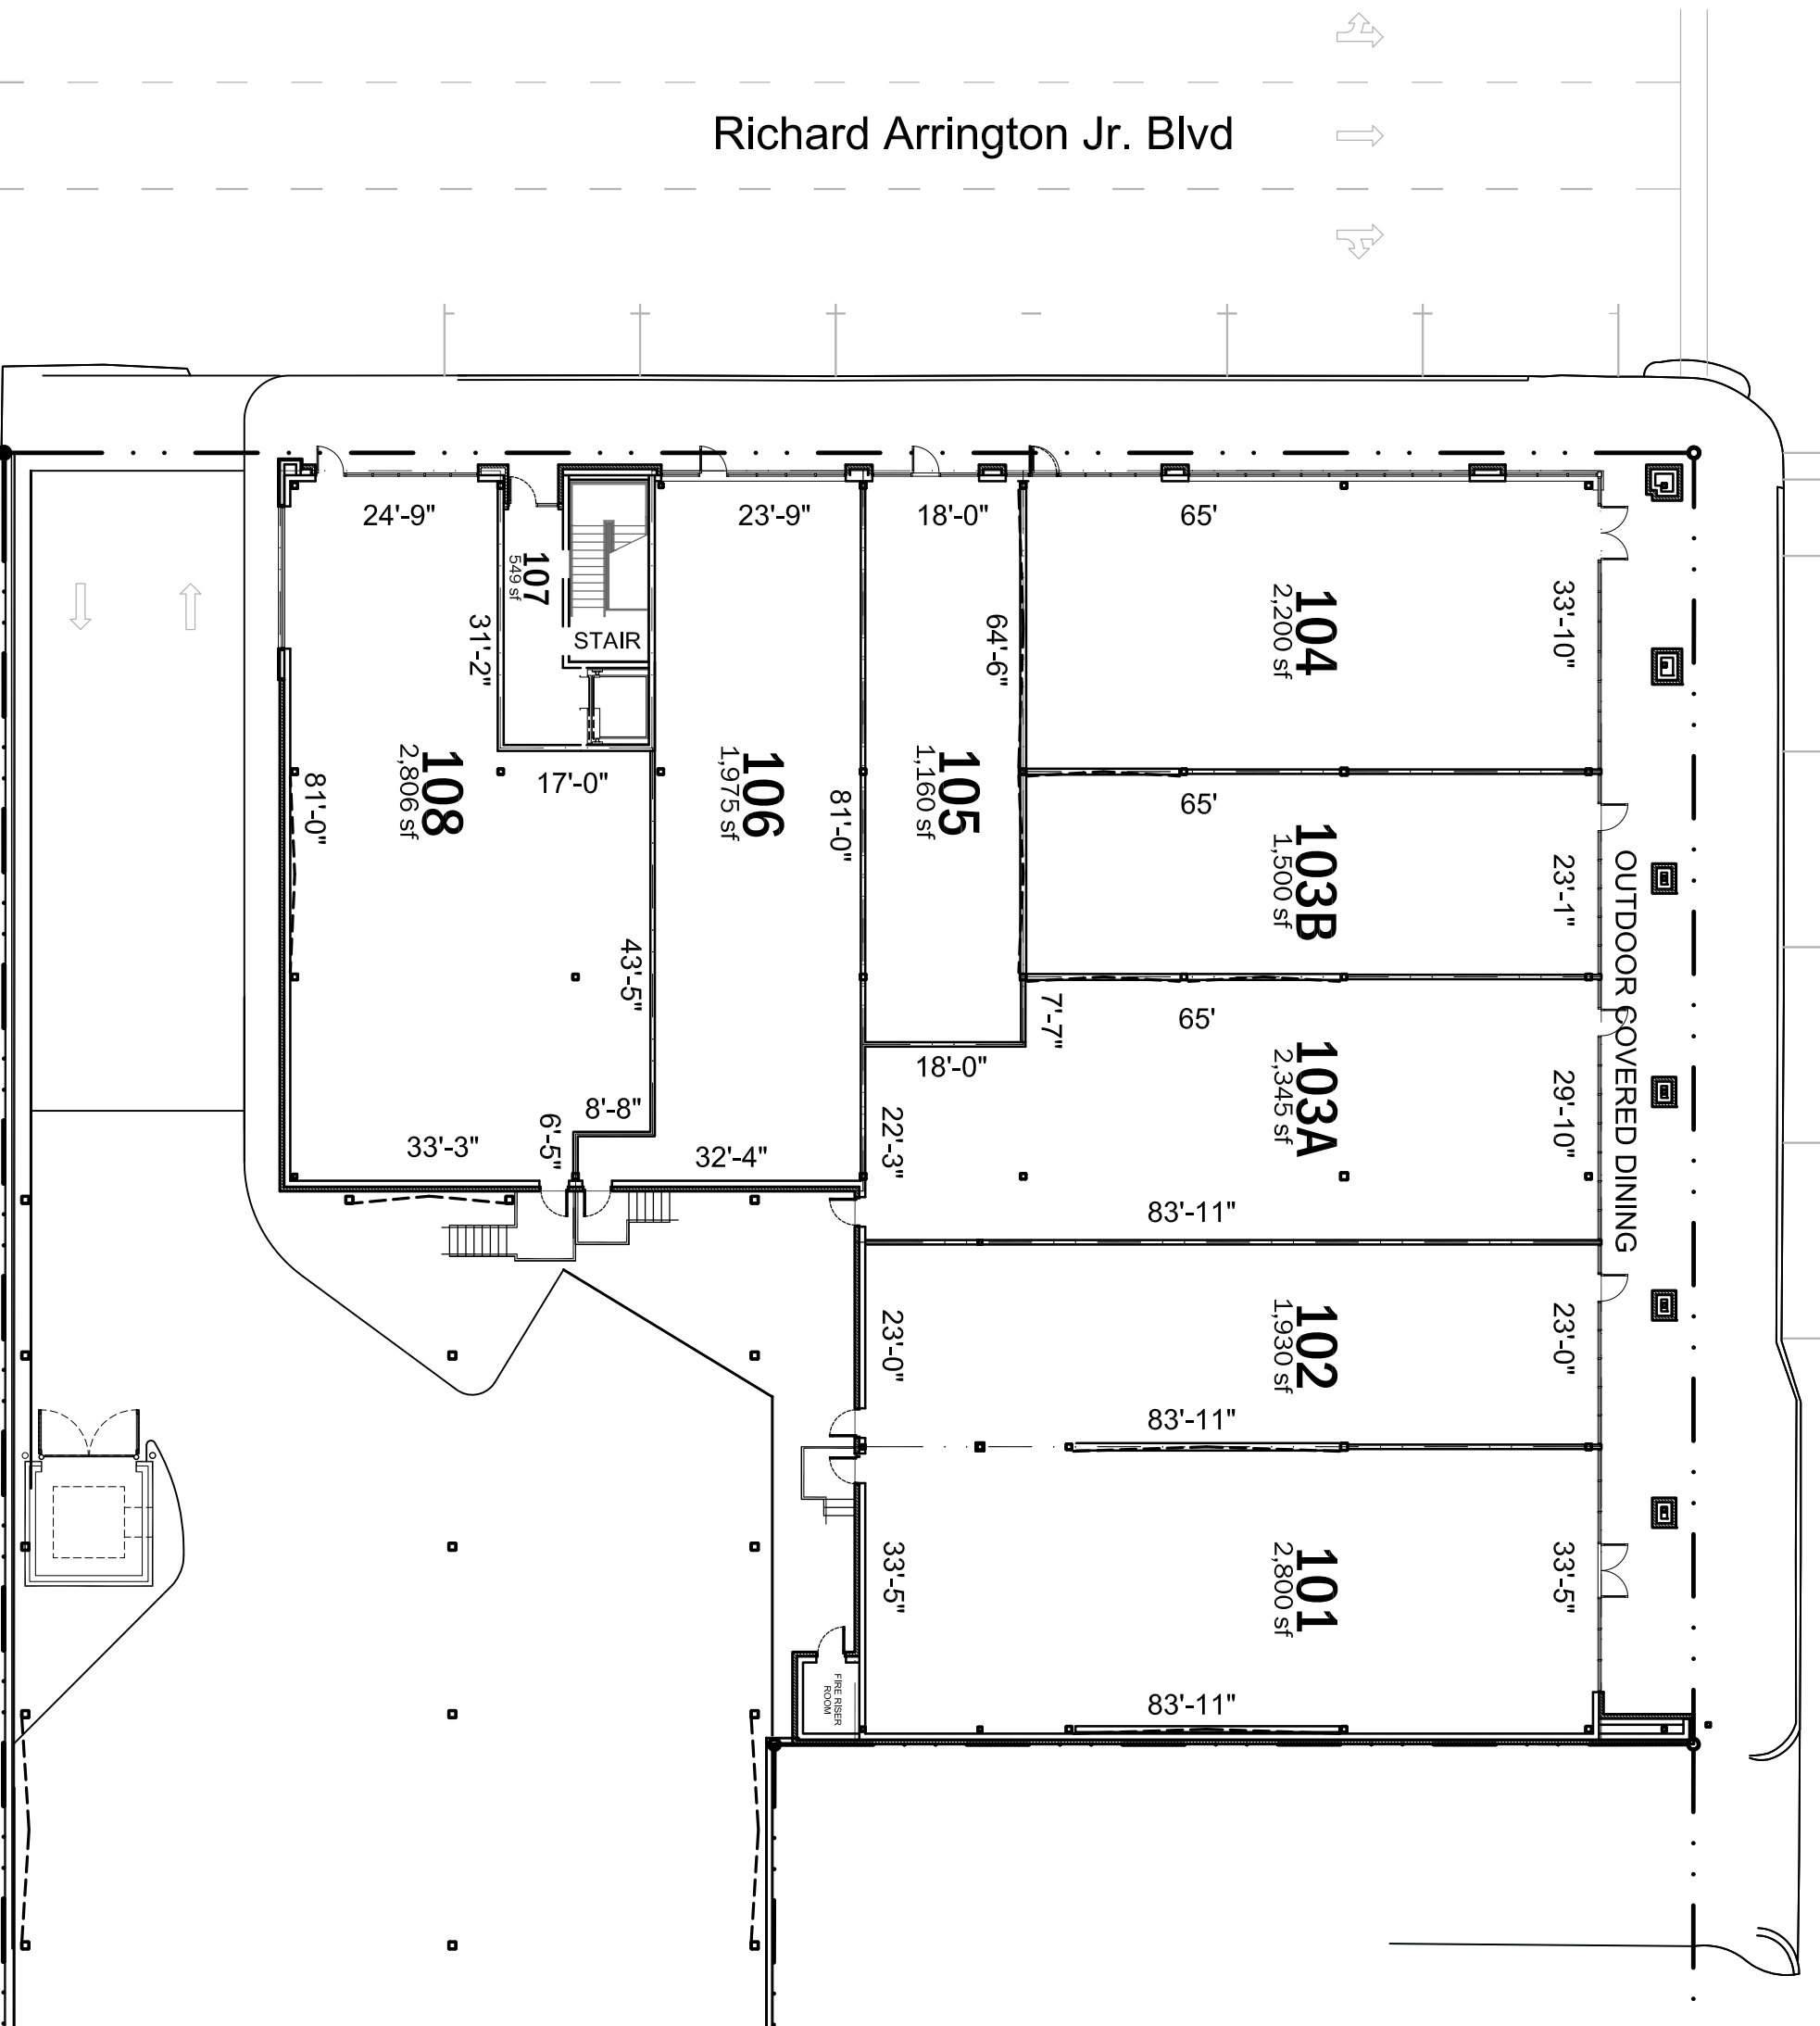 Richard Arrington Jr. Blvd
24'-9"
23'-9"
18'-0"
65'
107
549 sf
STAIR
31'-2"
64'-6"
104
2,200 sf
33'-10"
108
2,806 sf
81'-0"
17'-0"
106
1,975 sf
81'-0"
105
1,160 sf
65'
103B
1,500 sf
23'-1"
OUTDOOR COVERED DINING
43'-5"
7'-7"
65'
18'-0"
103A
2,345 sf
29'-10"
8'-8"
6'-5"
33'-3"
32'-4"
22'-3"
83'-11"
23'-0"
102
1,930 sf
23'-0"
83'-11"
33'-5"
101
2,800 sf
33'-5"
FIRE RISER
ROOM
83'-11"